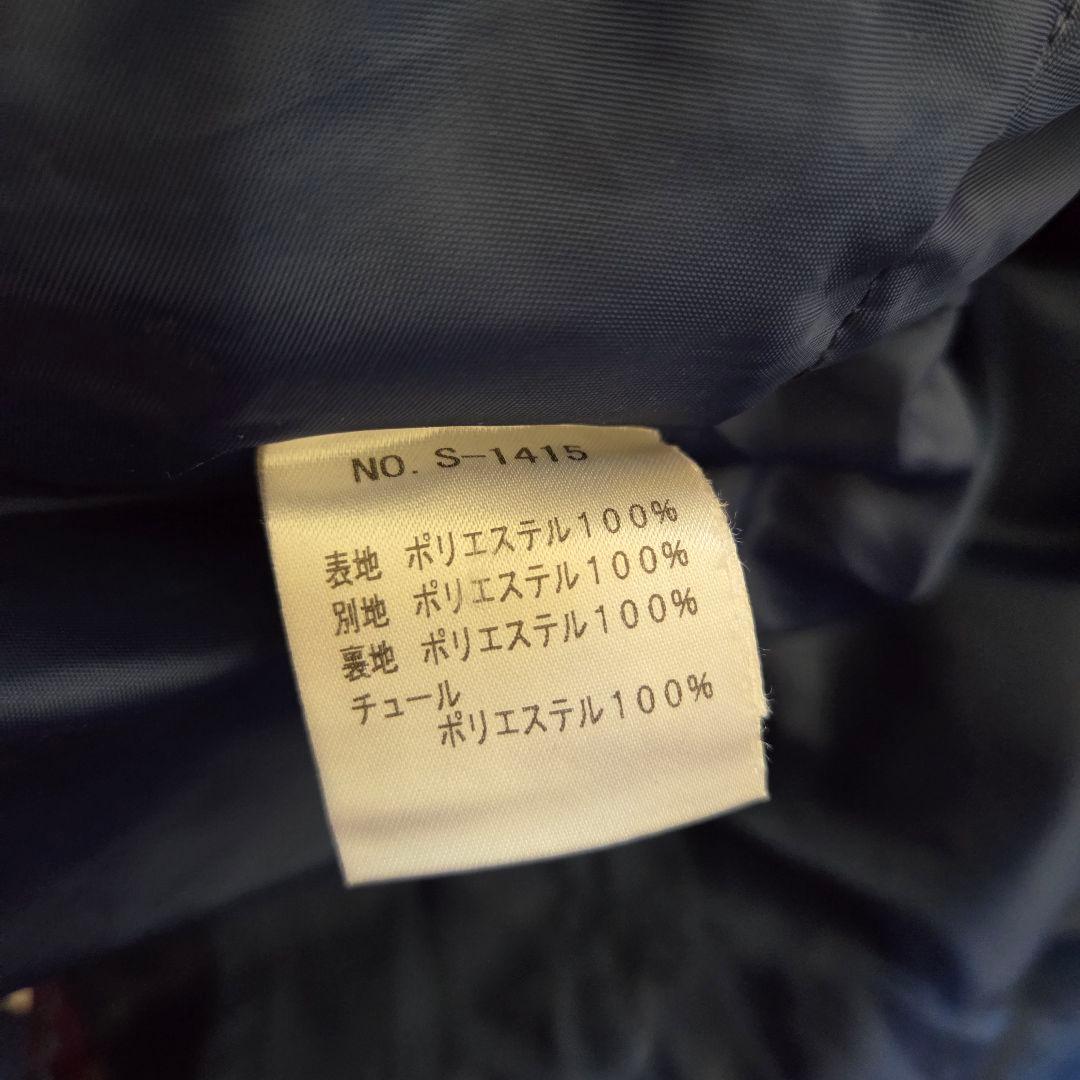 NO. S-1415
表地 ポリエステル100%
別地 ポリエステル100%
裏地 ポリエステル100%
チュール
ポリエステル100%